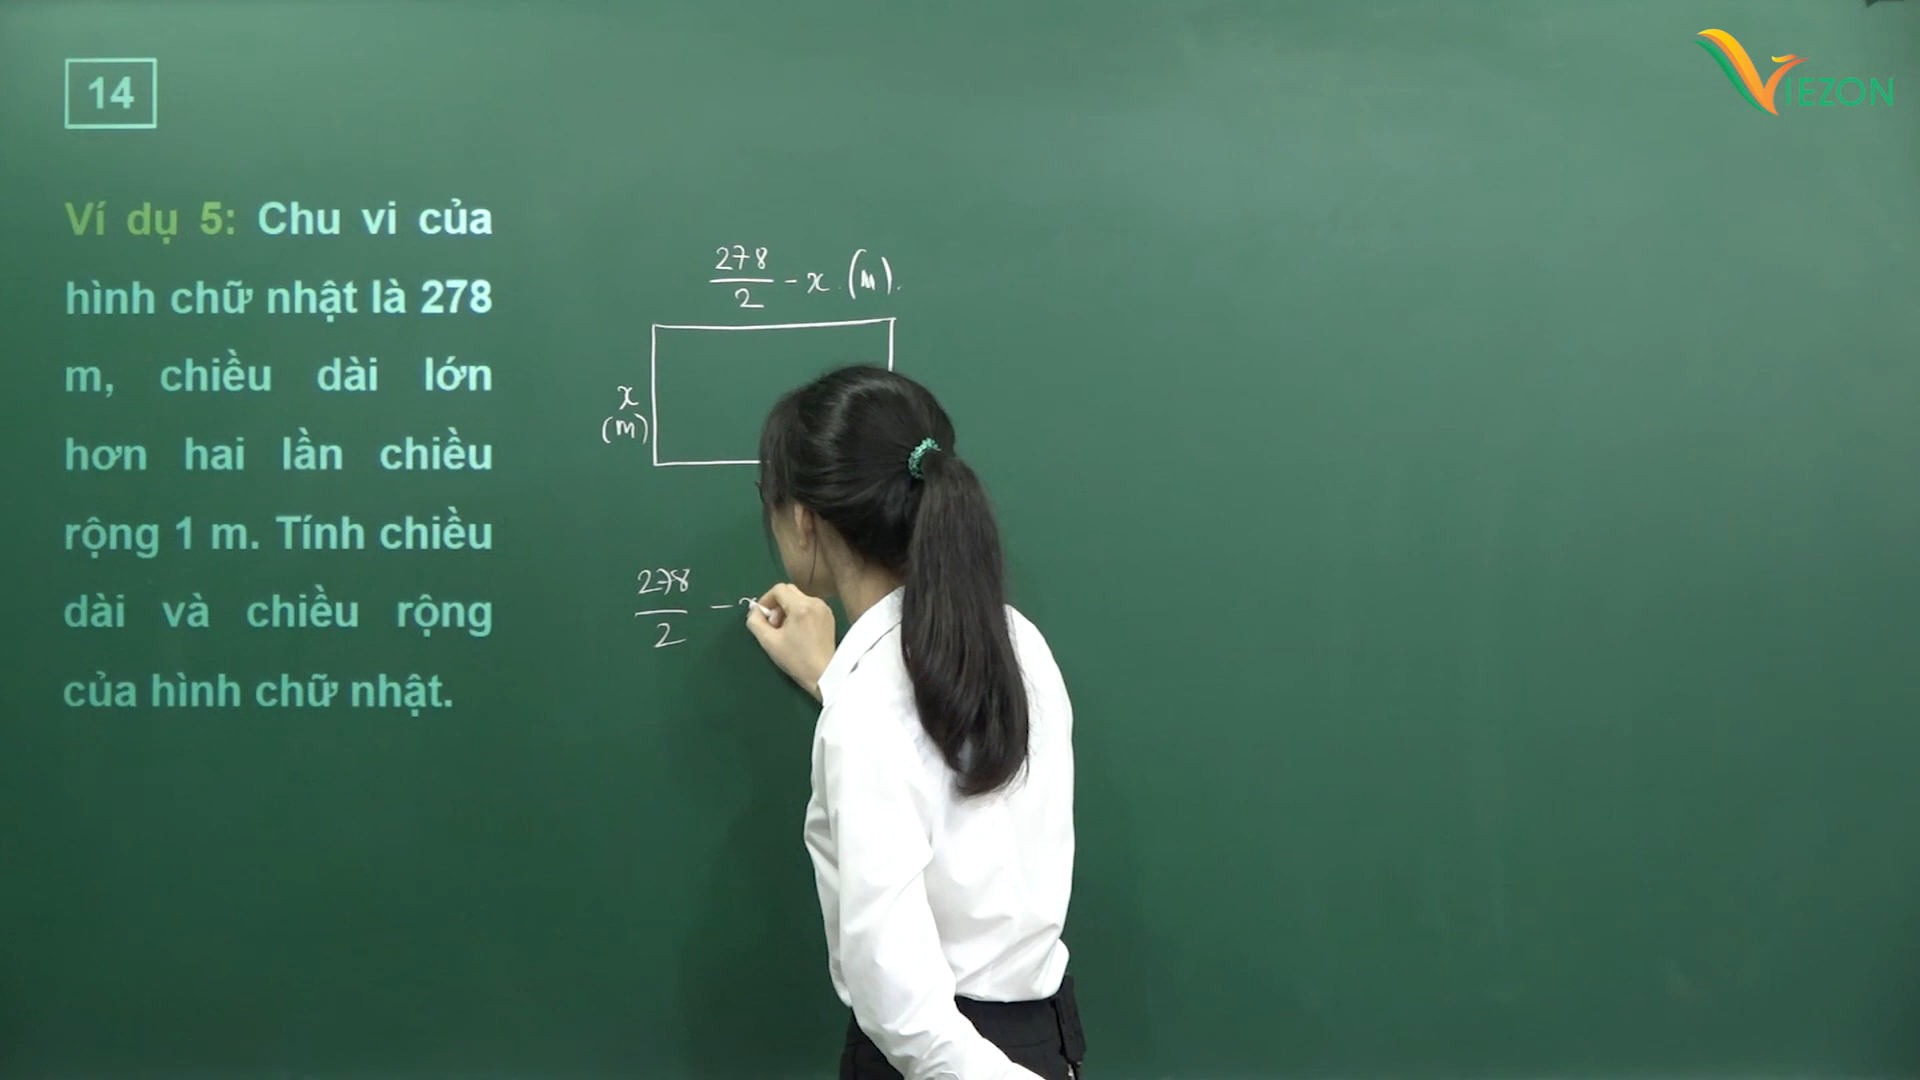 14
VIEZON
Ví dụ 5: Chu vi của
hình chữ nhật là 278
m, chiều dài lớn
hơn hai lần chiều
rộng 1 m. Tính chiều
dài và chiều rộng
của hình chữ nhật.
278/2 - x (m).
x
(m)
278/2 - x